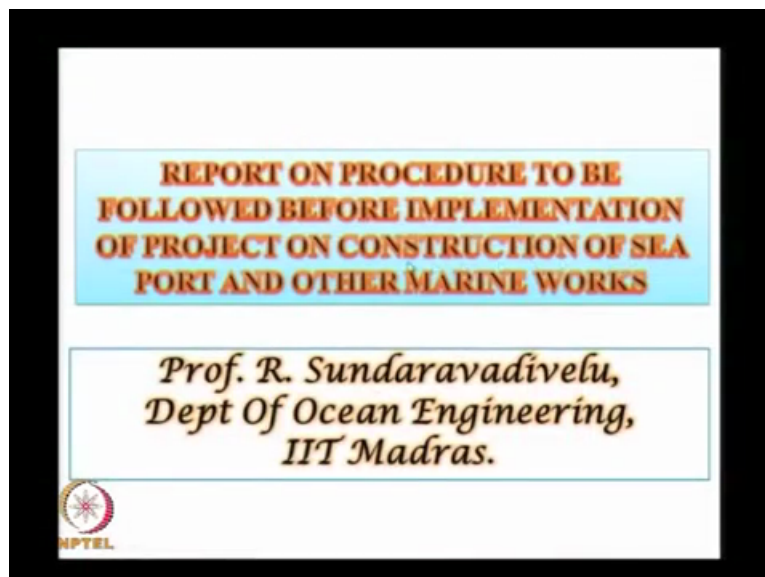 REPORT ON PROCEDURE TO BE
FOLLOWED BEFORE IMPLEMENTATION
OF PROJECT ON CONSTRUCTION OF SEA
PORT AND OTHER MARINE WORKS
Prof. R. Sundaravadivelu,
Dept Of Ocean Engineering,
IIT Madras.
NPTEL